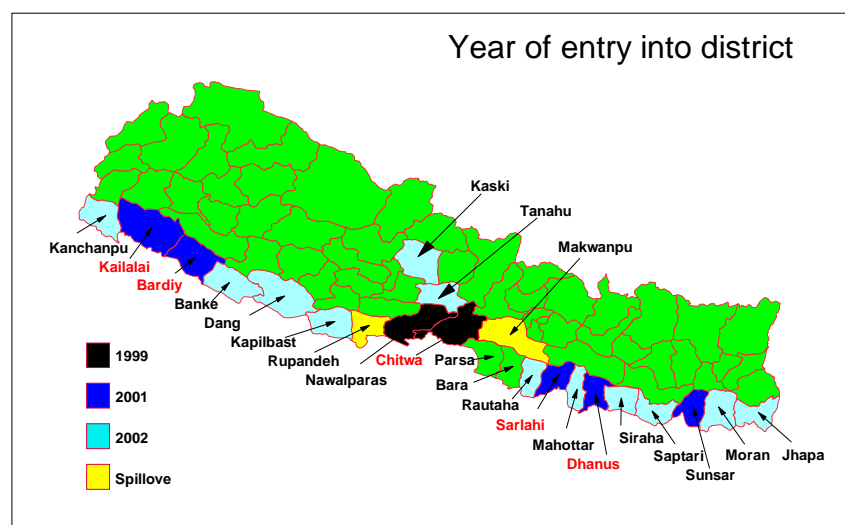 Year of entry into district
Kaski
Tanahu
Makwanpu
Kanchanpu
Kailalai
Bardiy
Banke
Dang
Kapilbast
Rupandeh
Nawalparas
Chitwa
Parsa
Bara
Rautaha
Sarlahi
Mahottar
Dhanus
Siraha
Saptari
Sunsar
Moran
Jhapa
1999
2001
2002
Spillove